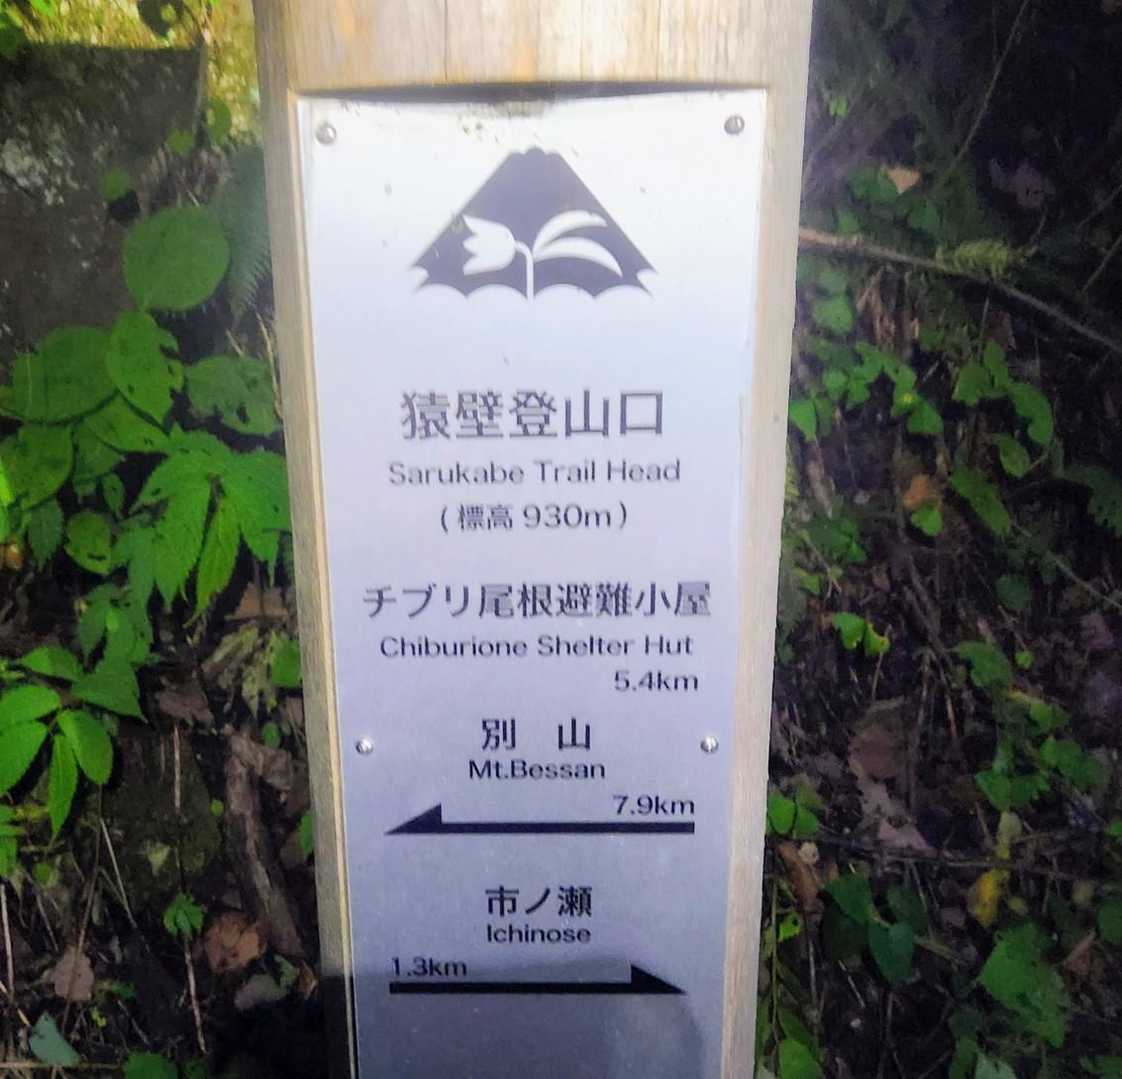 猿壁登山口
Sarukabe Trail Head
(標高 930m)
チブリ尾根避難小屋
Chiburione Shelter Hut
5.4km
別 山
Mt.Bessan
7.9km
市ノ瀬
Ichinose
1.3km